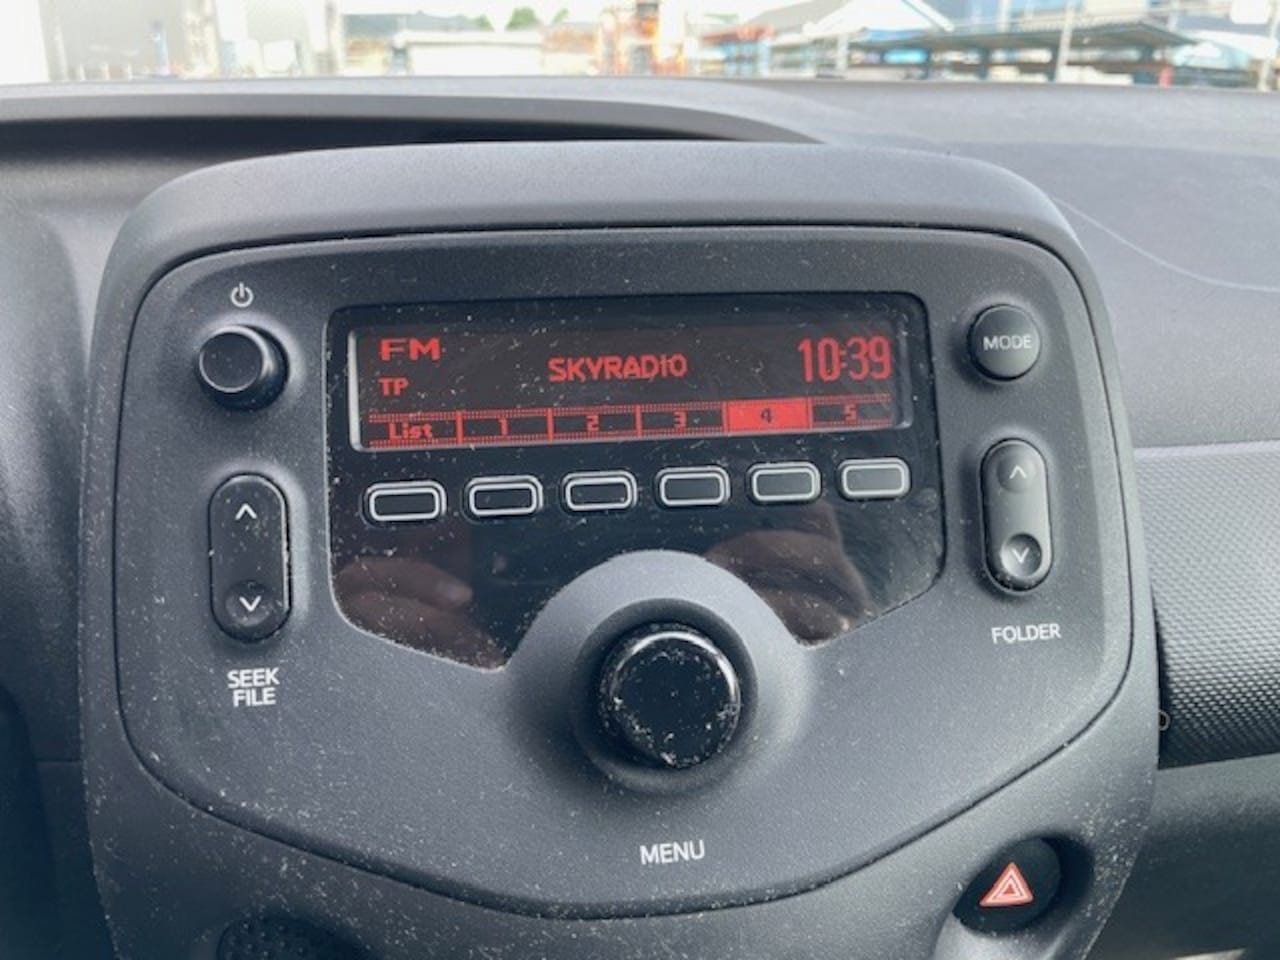 FM
SKYRADIO
10:39
TP
List 1 2 3 4 5
MODE
SEEK
FILE
FOLDER
MENU